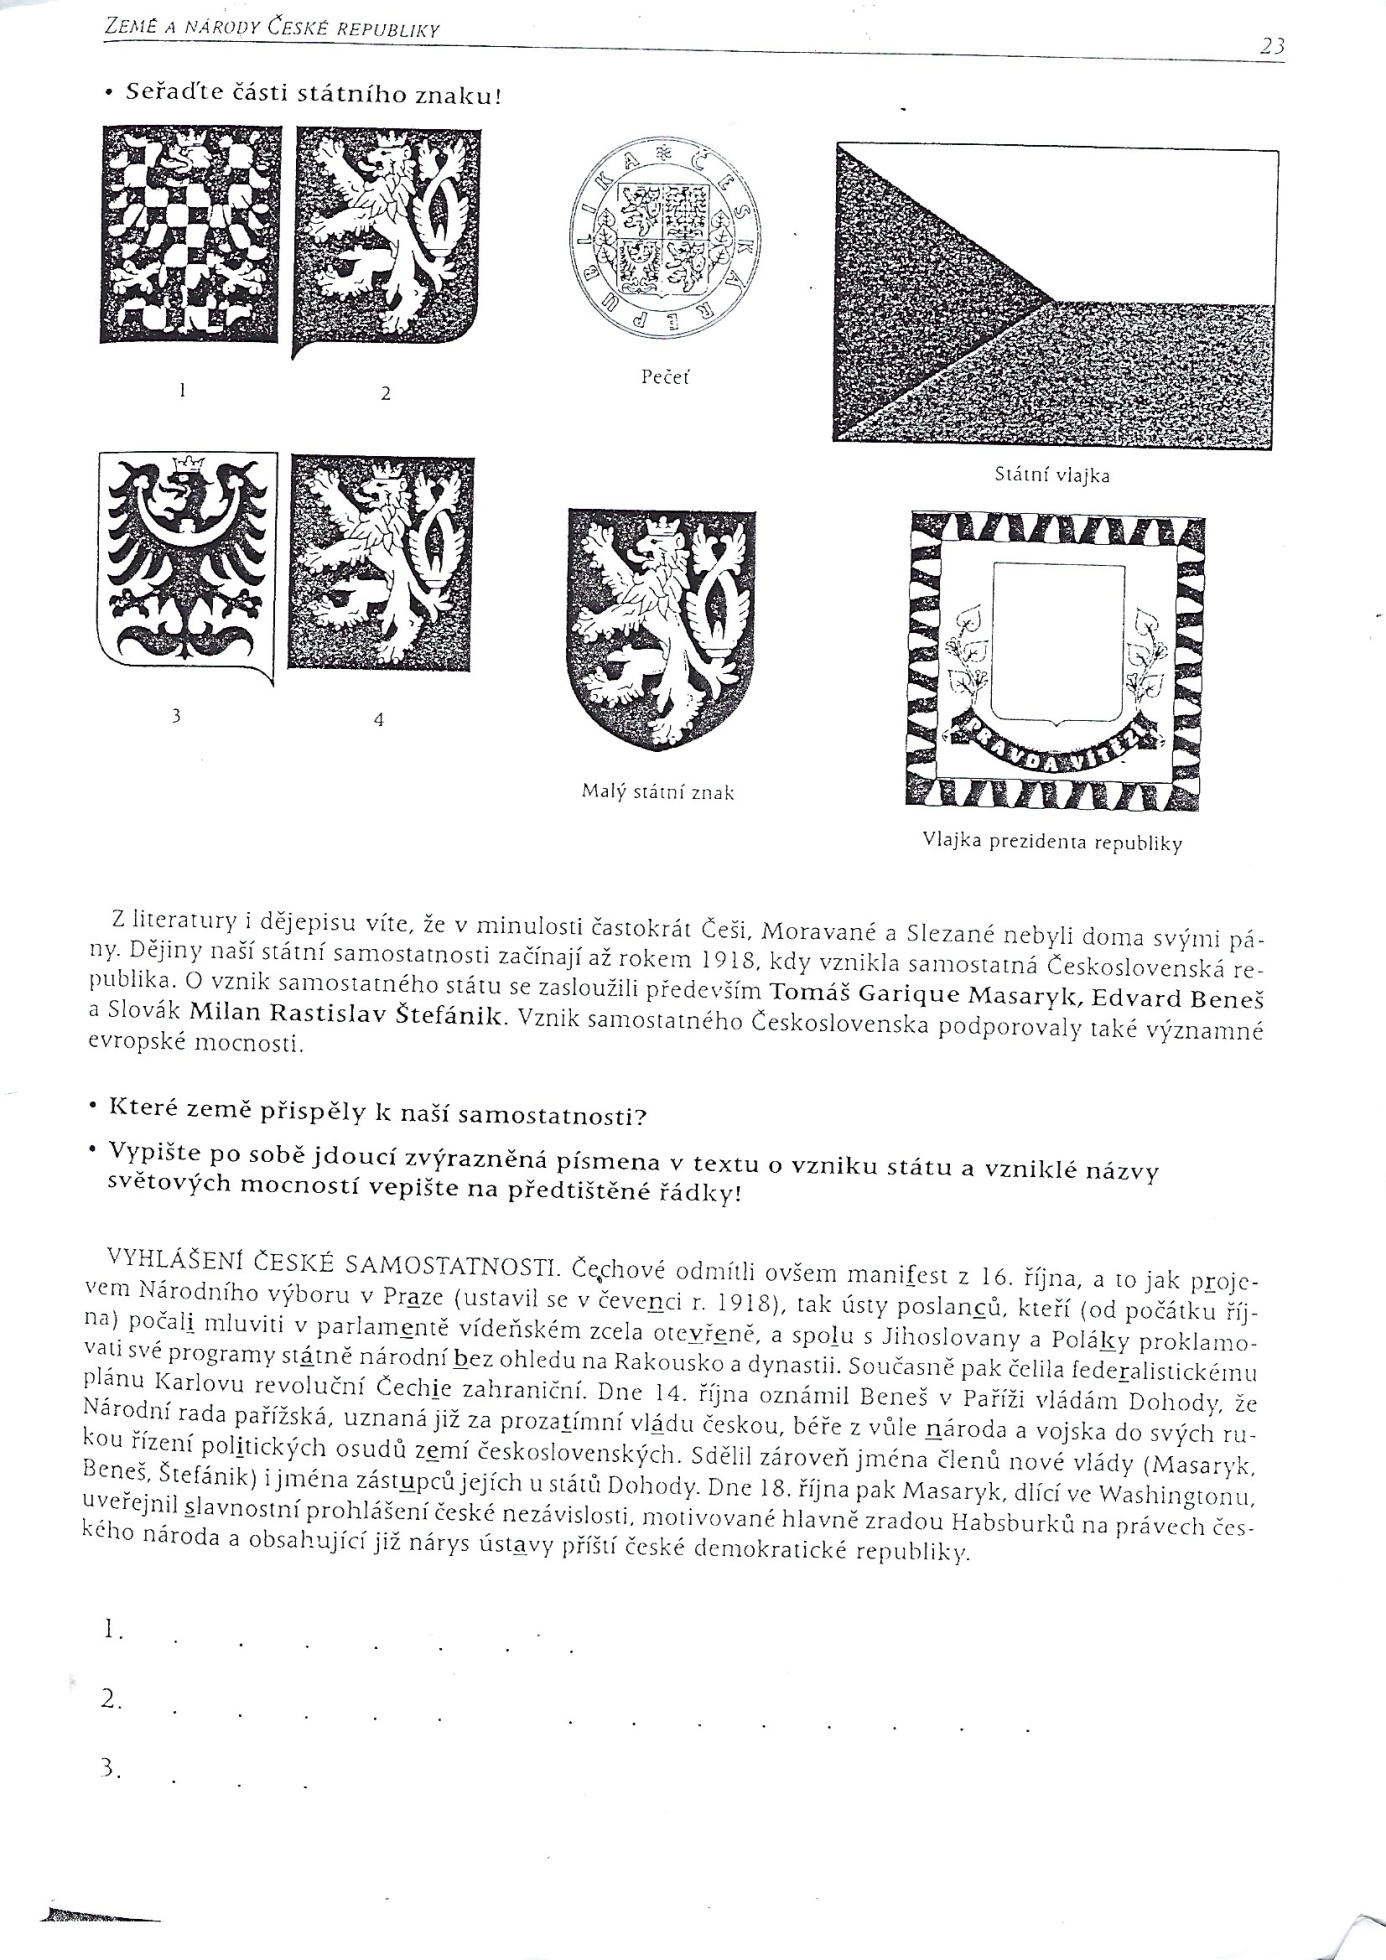 ZEMĚ A NÁRODY ČESKÉ REPUBLIKY
23
• Seřaďte části státního znaku!
ČESKÁ REPUBLIKA
1
2
Pečeť
Státní vlajka
3
4
PRAVDA VÍTĚZÍ
Malý státní znak
Vlajka prezidenta republiky
Z literatury i dějepisu víte, že v minulosti častokrát Češi, Moravané a Slezané nebyli doma svými pá-
ny. Dějiny naší státní samostatnosti začínají až rokem 1918, kdy vznikla samostatná Československá re-
publika. O vznik samostatného státu se zasloužili především Tomáš Garique Masaryk, Edvard Beneš
a Slovák Milan Rastislav Štefánik. Vznik samostatného Československa podporovaly také významné
evropské mocnosti.
• Které země přispěly k naší samostatnosti?
• Vypište po sobě jdoucí zvýrazněná písmena v textu o vzniku státu a vzniklé názvy
světových mocností vepište na předtištěné řádky!
VYHLÁŠENÍ ČESKÉ SAMOSTATNOSTI. Čechové odmítli ovšem manifest z 16. října, a to jak proje-
vem Národního výboru v Praze (ustavil se v čevenci r. 1918), tak ústy poslanců, kteří (od počátku říj-
na) počali mluviti v parlamentě vídeňském zcela otevřeně, a spolu s Jihoslovany a Poláky proklamo-
vati své programy státně národní bez ohledu na Rakousko a dynastii. Současně pak čelila federalistickému
plánu Karlovu revoluční Čechie zahraniční. Dne 14. října oznámil Beneš v Paříži vládám Dohody, že
Národní rada pařížská, uznaná již za prozatímní vládu českou, béře z vůle národa a vojska do svých ru-
kou řízení politických osudů zemí československých. Sdělil zároveň jména členů nové vlády (Masaryk,
Beneš, Štefánik) i jména zástupců jejích u států Dohody. Dne 18. října pak Masaryk, dlící ve Washingtonu,
uveřejnil slavnostní prohlášení české nezávislosti, motivované hlavně zradou Habsburků na právech čes-
kého národa a obsahující již nárys ústavy příští české demokratické republiky.
1. . . . . . . .
2. . . . . . . . . . . . . .
3. . . .